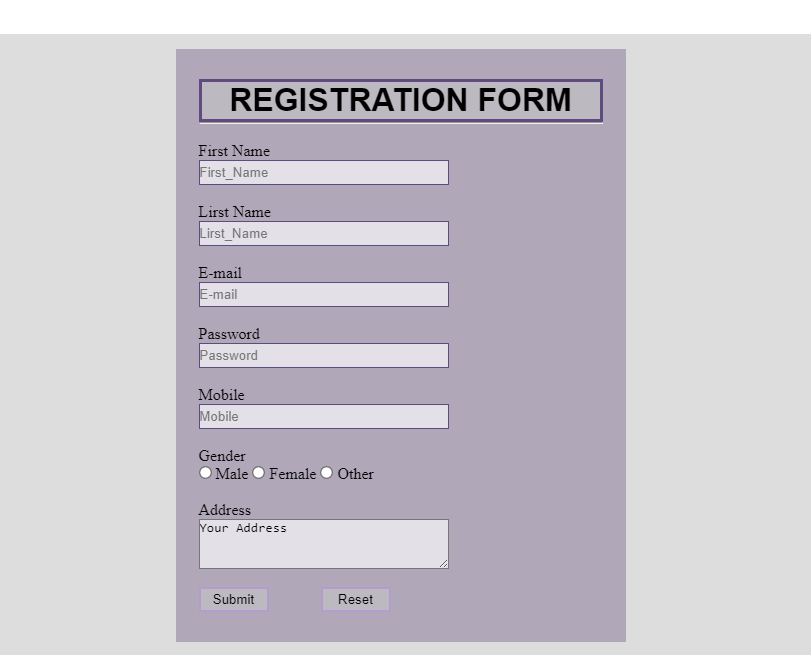 REGISTRATION FORM
First Name
First_Name
Lirst Name
Lirst_Name
E-mail
E-mail
Password
Password
Mobile
Mobile
Gender
Male Female Other
Address
Your Address
Submit Reset